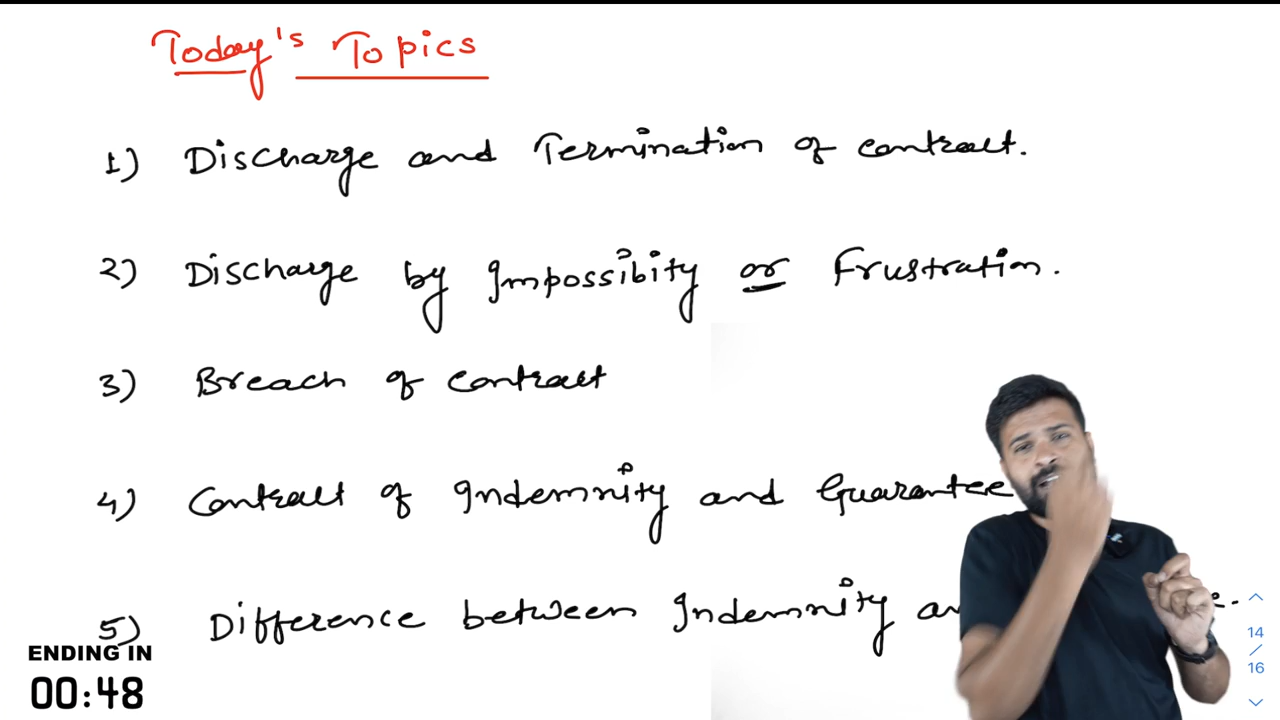 Today's Topics
1) Discharge and Termination of contract.
2) Discharge by Impossibity or Frustration.
3) Breach of contract
4) Contract of Indemnity and Guarantee
5) Difference between Indemnity
ENDING IN
00:48
14
/
16